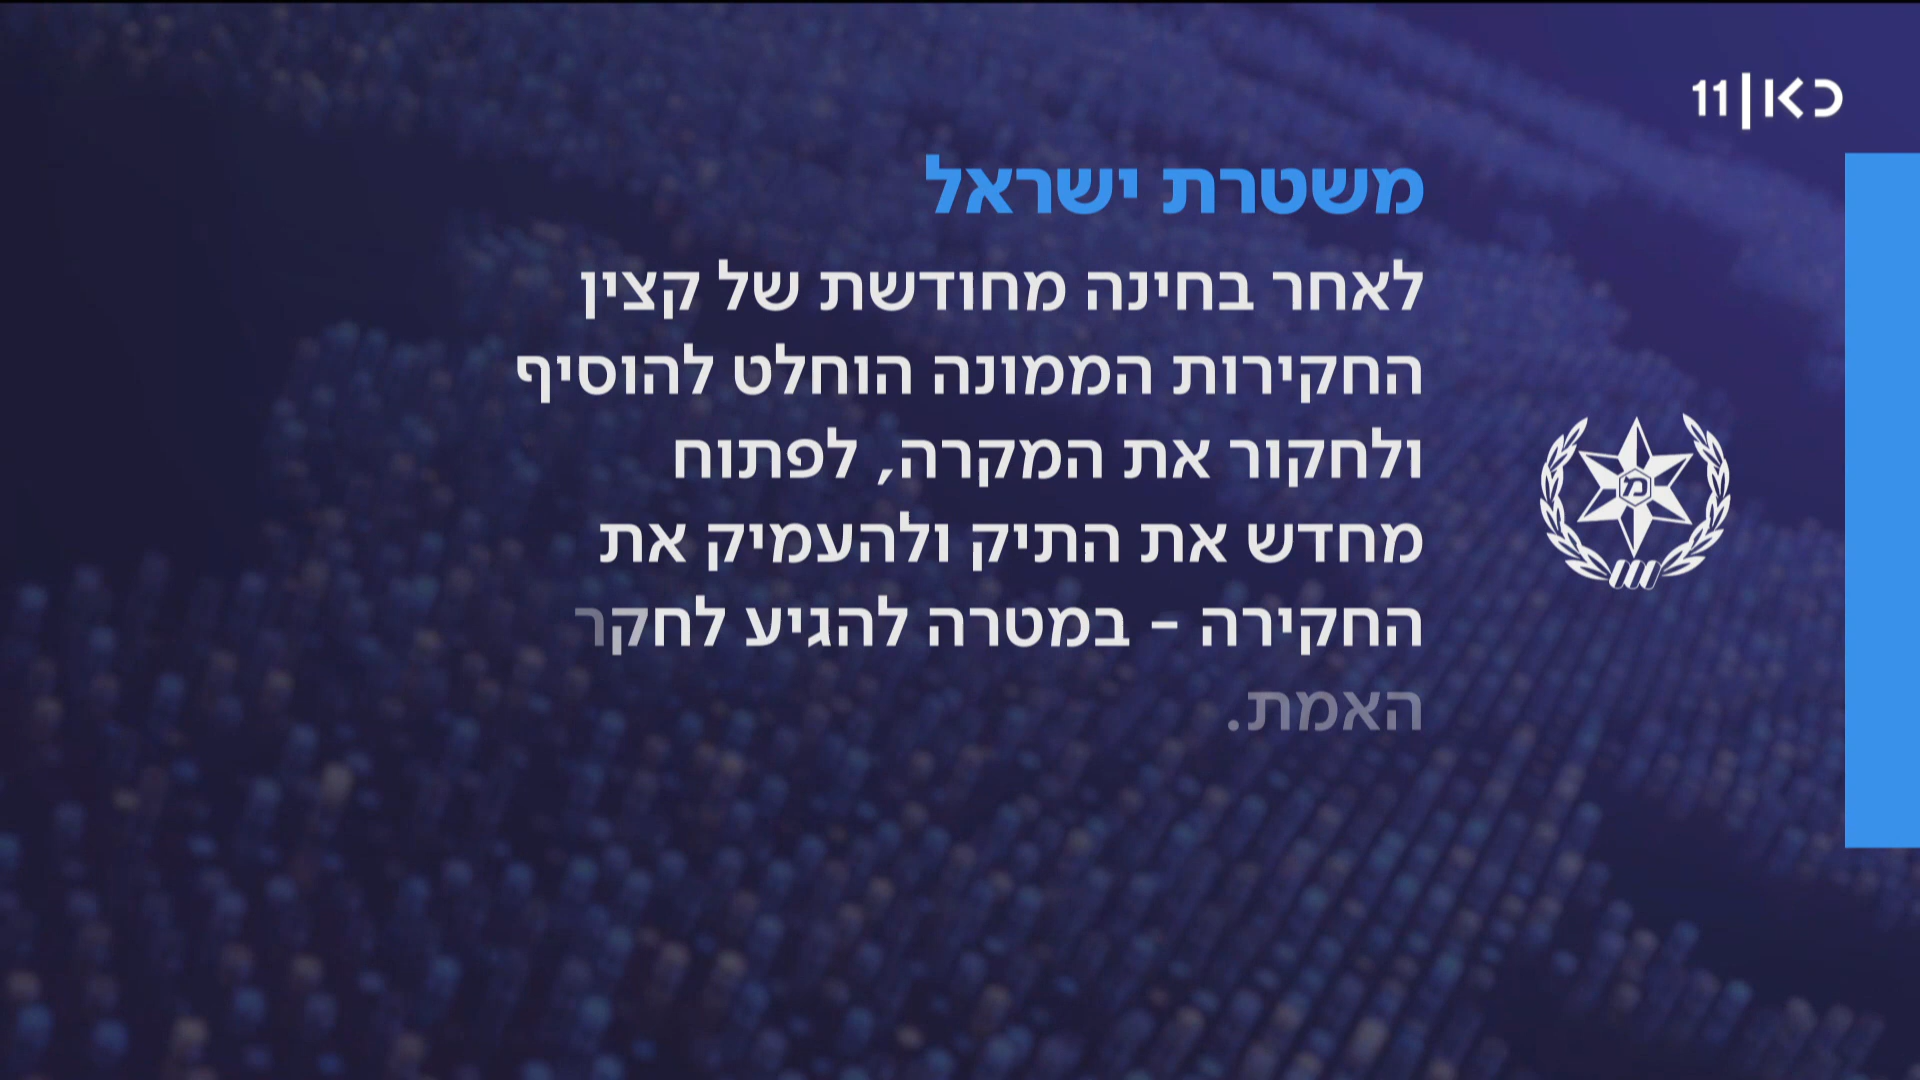 כאן 11
משטרת ישראל
לאחר בחינה מחודשת של קצין
החקירות הממונה הוחלט להוסיף
ולחקור את המקרה, לפתוח
מחדש את התיק ולהעמיק את
החקירה - במטרה להגיע לחקר
האמת.
מ